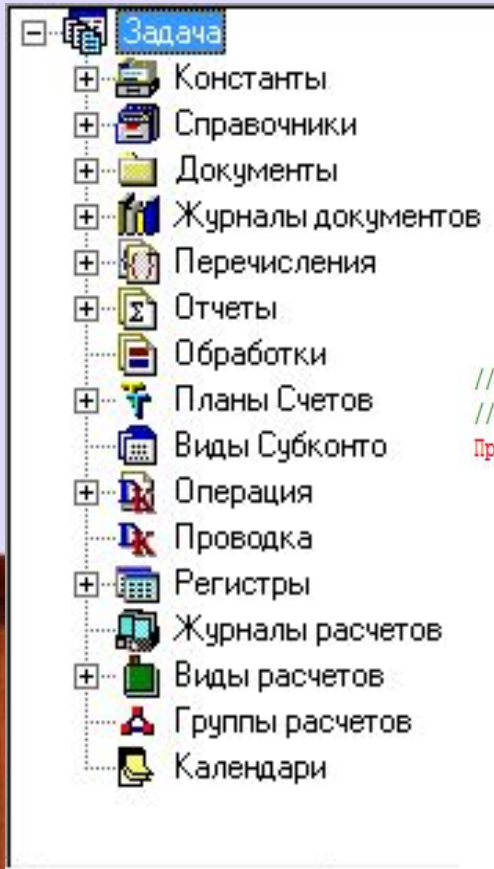 Задача
Константы
Справочники
Документы
Журналы документов
Перечисления
Отчеты
Обработки
//
Планы Счетов
//
Виды Субконто
Пр
Операция
Проводка
Регистры
Журналы расчетов
Виды расчетов
Группы расчетов
Календари